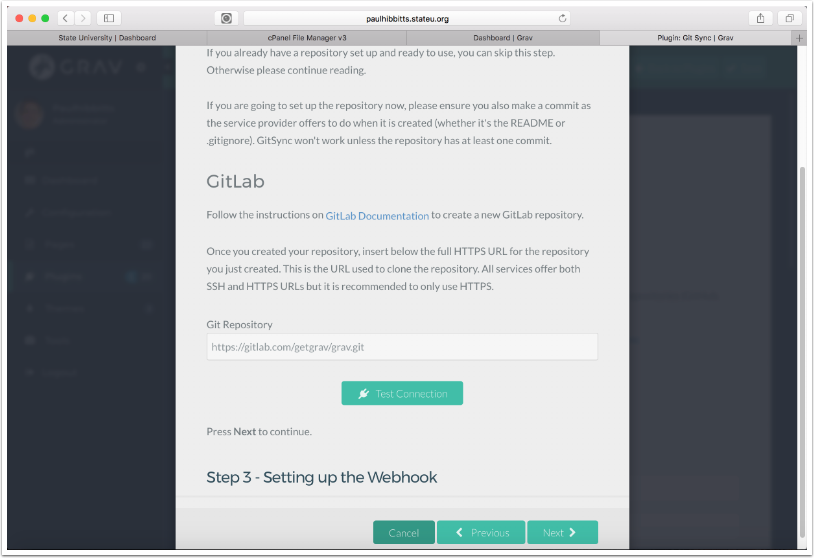 paulhibbitts.stateu.org
State University | Dashboard
cPanel File Manager v3
Dashboard | Grav
Plugin: Git Sync | Grav
GRAV
If you already have a repository set up and ready to use, you can skip this step.
Otherwise please continue reading.
If you are going to set up the repository now, please ensure you also make a commit as
the service provider offers to do when it is created (whether it's the README or
.gitignore). GitSync won't work unless the repository has at least one commit.
GitLab
Follow the instructions on GitLab Documentation to create a new GitLab repository.
Once you created your repository, insert below the full HTTPS URL for the repository
you just created. This is the URL used to clone the repository. All services offer both
SSH and HTTPS URLs but it is recommended to only use HTTPS.
Git Repository
https://gitlab.com/getgrav/grav.git
Test Connection
Press Next to continue.
Step 3 - Setting up the Webhook
Cancel
Previous
Next